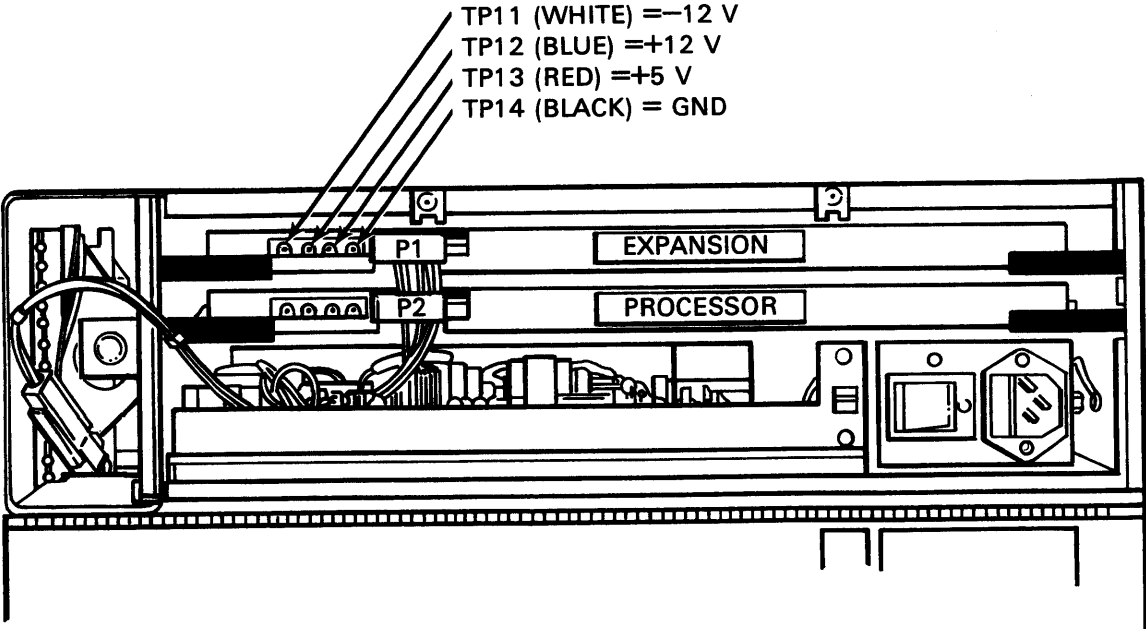 TP11 (WHITE) =−12 V
TP12 (BLUE) =+12 V
TP13 (RED) =+5 V
TP14 (BLACK) = GND
P1 EXPANSION
P2 PROCESSOR